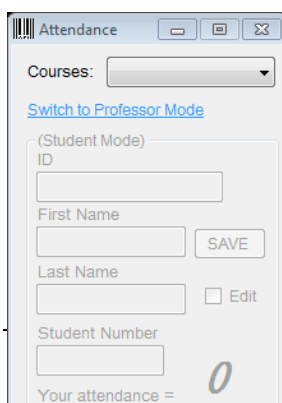 Attendance
Courses:
Switch to Professor Mode
(Student Mode)
ID
First Name
SAVE
Last Name
Edit
Student Number
Your attendance = 0